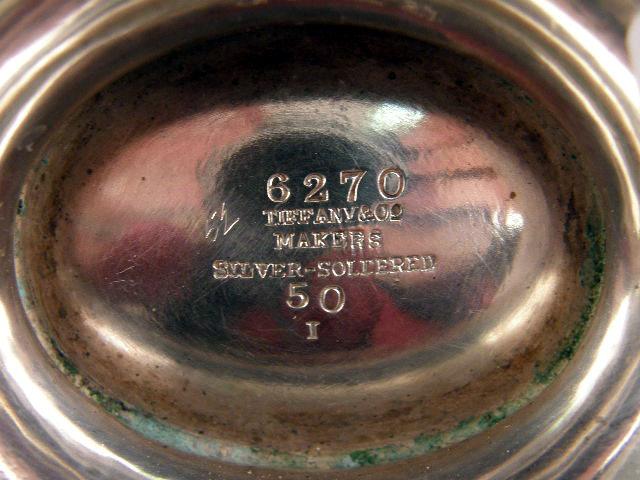 6270
TIFFANY & Co
MAKERS
SILVER-SOLDERED
50
I